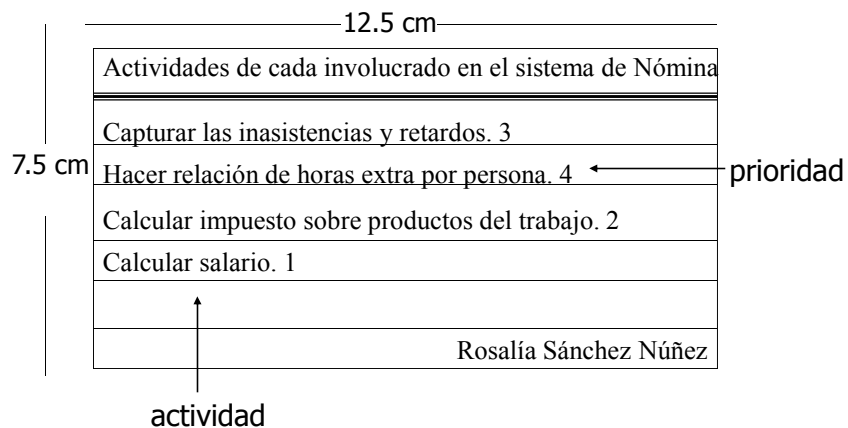 12.5 cm
Actividades de cada involucrado en el sistema de Nómina
Capturar las inasistencias y retardos. 3
7.5 cm
Hacer relación de horas extra por persona. 4
prioridad
Calcular impuesto sobre productos del trabajo. 2
Calcular salario. 1
Rosalía Sánchez Núñez
actividad